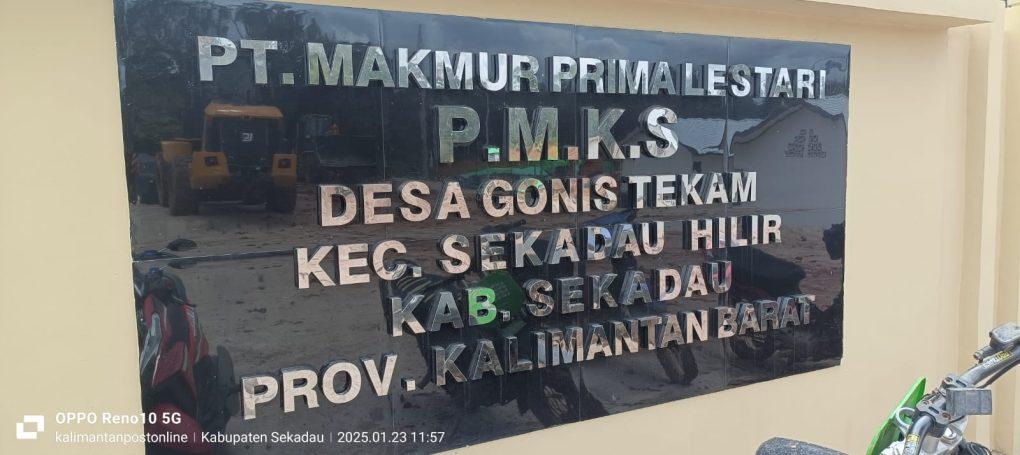 PT. MAKMUR PRIMA LESTARI
P.M.K.S
DESA GONIS TEKAM
KEC. SEKADAU HILIR
KAB. SEKADAU
PROV. KALIMANTAN BARAT
OPPO Reno10 5G
kalimantanpostonline | Kabupaten Sekadau | 2025.01.23 11:57